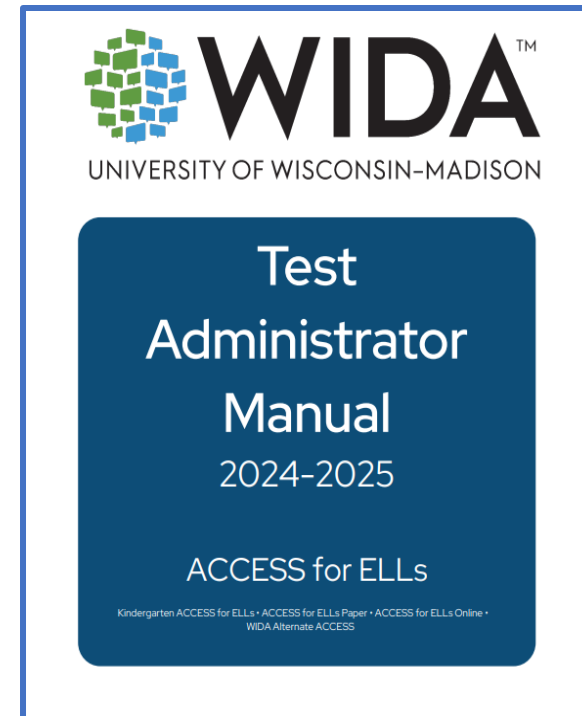 WIDA™
UNIVERSITY OF WISCONSIN–MADISON
Test
Administrator
Manual
2024–2025
ACCESS for ELLs
Kindergarten ACCESS for ELLs • ACCESS for ELLs Paper • ACCESS for ELLs Online •
WIDA Alternate ACCESS